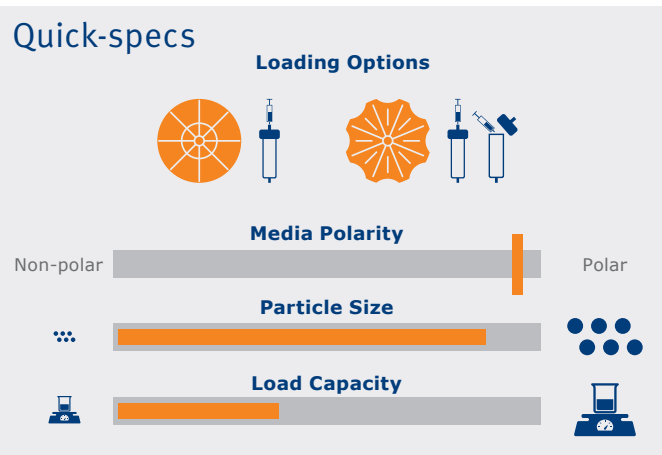 Quick-specs
Loading Options
Media Polarity
Non-polar
Polar
Particle Size
Load Capacity